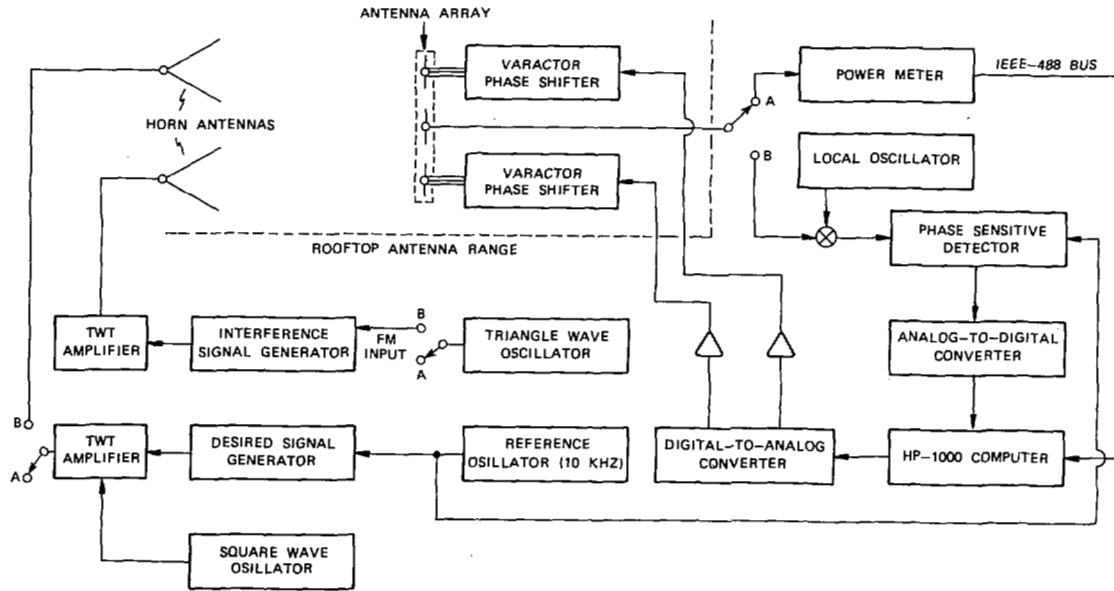 ANTENNA ARRAY
VARACTOR
PHASE SHIFTER
POWER METER
IEEE-488 BUS
A
HORN ANTENNAS
B
LOCAL OSCILLATOR
VARACTOR
PHASE SHIFTER
ROOFTOP ANTENNA RANGE
PHASE SENSITIVE
DETECTOR
TWT
AMPLIFIER
INTERFERENCE
SIGNAL GENERATOR
B
FM
INPUT
A
TRIANGLE WAVE
OSCILLATOR
ANALOG-TO-DIGITAL
CONVERTER
B
A
TWT
AMPLIFIER
DESIRED SIGNAL
GENERATOR
REFERENCE
OSILLATOR (10 KHZ)
DIGITAL-TO-ANALOG
CONVERTER
HP-1000 COMPUTER
SQUARE WAVE
OSILLATOR